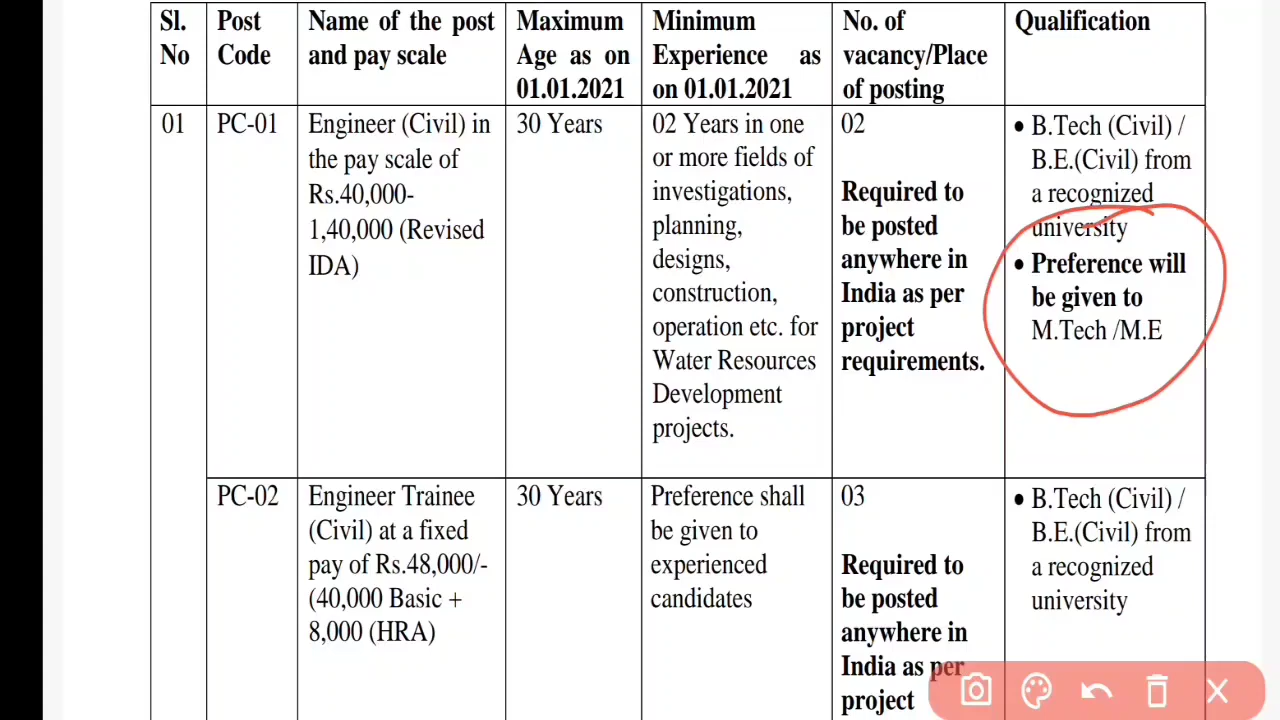 Sl. No
Post Code
Name of the post and pay scale
Maximum Age as on 01.01.2021
Minimum Experience as on 01.01.2021
No. of vacancy/Place of posting
Qualification
01
PC-01
Engineer (Civil) in
the pay scale of
Rs.40,000-
1,40,000 (Revised
IDA)
30 Years
02 Years in one
or more fields of
investigations,
planning,
designs,
construction,
operation etc. for
Water Resources
Development
projects.
02
Required to
be posted
anywhere in
India as per
project
requirements.
• B.Tech (Civil) /
B.E.(Civil) from
a recognized
university
• Preference will
be given to
M.Tech /M.E
PC-02
Engineer Trainee
(Civil) at a fixed
pay of Rs.48,000/-
(40,000 Basic +
8,000 (HRA)
30 Years
Preference shall
be given to
experienced
candidates
03
Required to
be posted
anywhere in
India as per
project
• B.Tech (Civil) /
B.E.(Civil) from
a recognized
university